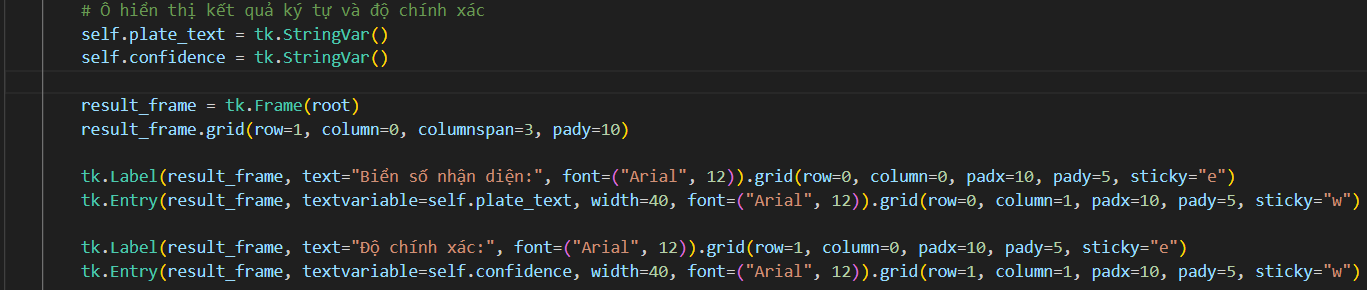 # Ô hiển thị kết quả ký tự và độ chính xác
self.plate_text = tk.StringVar()
self.confidence = tk.StringVar()
result_frame = tk.Frame(root)
result_frame.grid(row=1, column=0, columnspan=3, pady=10)
tk.Label(result_frame, text="Biển số nhận diện:", font=("Arial", 12)).grid(row=0, column=0, padx=10, pady=5, sticky="e")
tk.Entry(result_frame, textvariable=self.plate_text, width=40, font=("Arial", 12)).grid(row=0, column=1, padx=10, pady=5, sticky="w")
tk.Label(result_frame, text="Độ chính xác:", font=("Arial", 12)).grid(row=1, column=0, padx=10, pady=5, sticky="e")
tk.Entry(result_frame, textvariable=self.confidence, width=40, font=("Arial", 12)).grid(row=1, column=1, padx=10, pady=5, sticky="w")